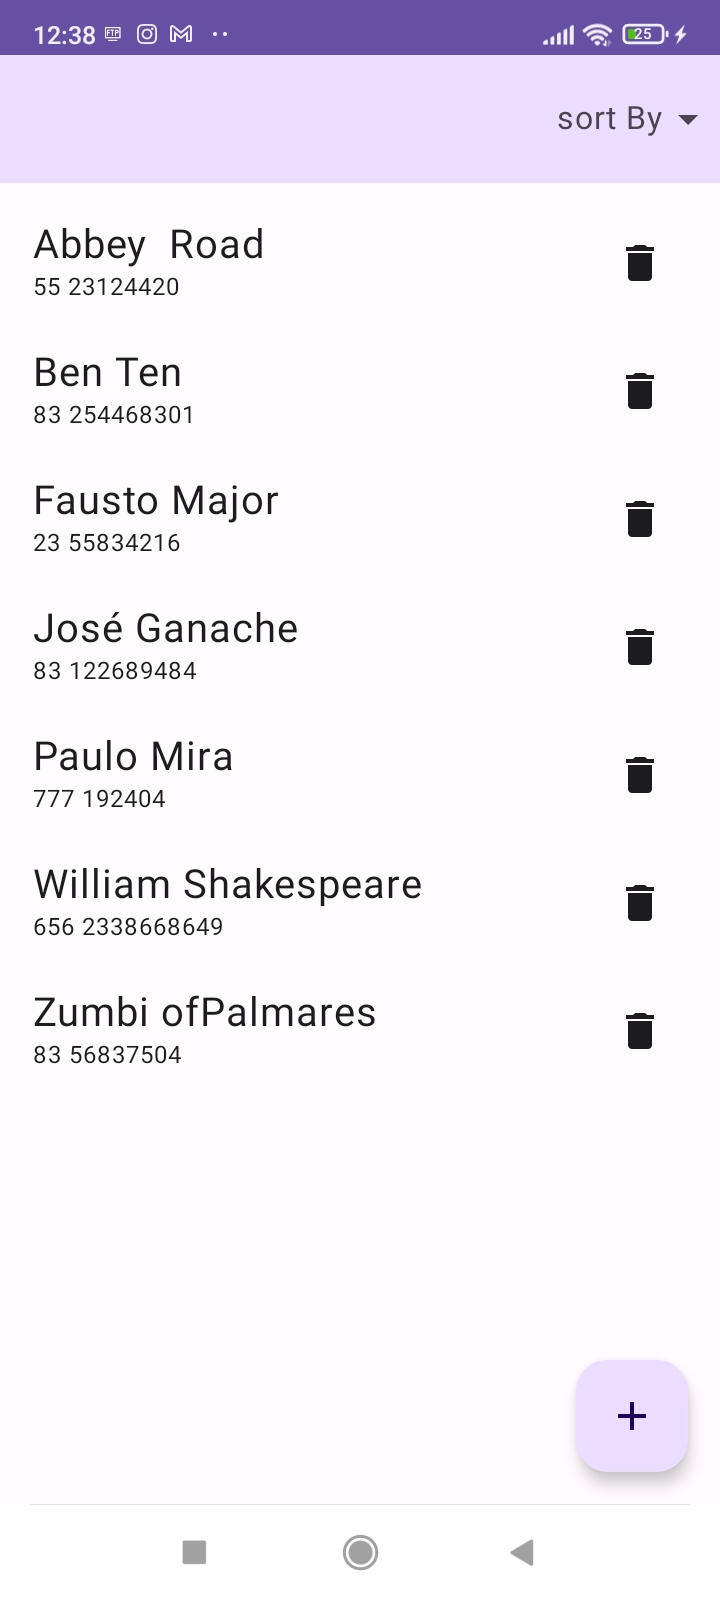 12:38 FTP 25
sort By
Abbey  Road
55 23124420
Ben Ten
83 254468301
Fausto Major
23 55834216
José Ganache
83 122689484
Paulo Mira
777 192404
William Shakespeare
656 2338668649
Zumbi ofPalmares
83 56837504